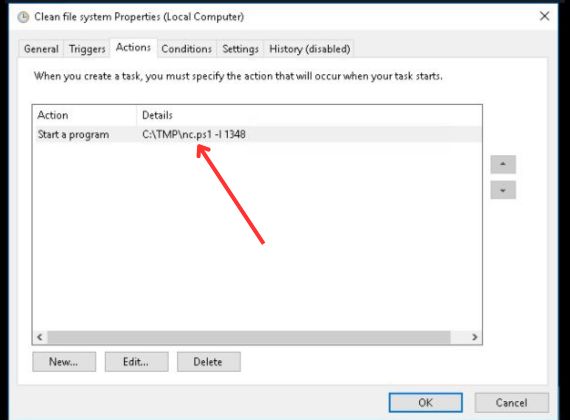 Clean file system Properties (Local Computer)
General Triggers Actions Conditions Settings History (disabled)
When you create a task, you must specify the action that will occur when your task starts.
Action Details
Start a program C:\TMP\nc.ps1 -l 1348
New... Edit... Delete
OK Cancel